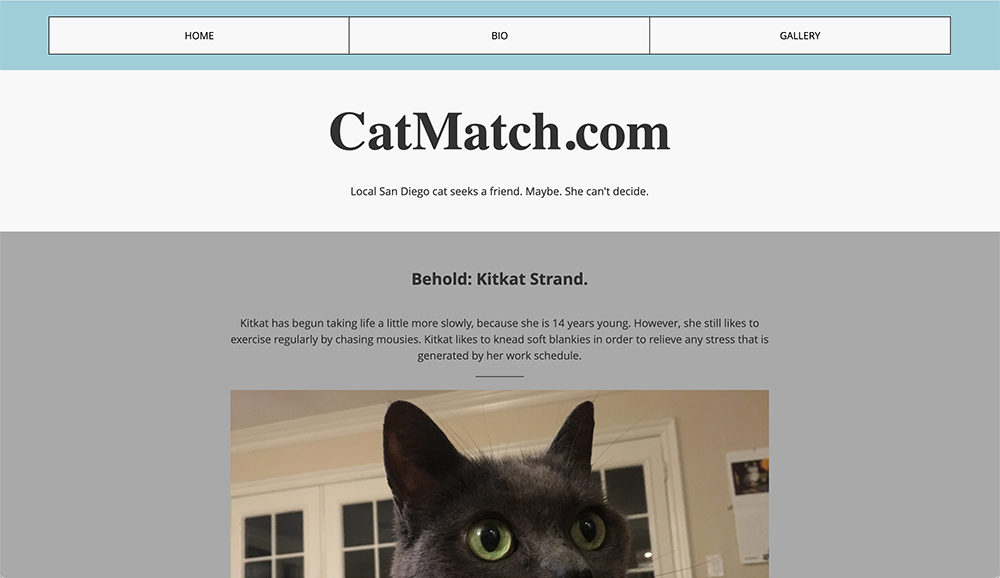 HOME
BIO
GALLERY
CatMatch.com
Local San Diego cat seeks a friend. Maybe. She can't decide.
Behold: Kitkat Strand.
Kitkat has begun taking life a little more slowly, because she is 14 years young. However, she still likes to
exercise regularly by chasing mousies. Kitkat likes to knead soft blankies in order to relieve any stress that is
generated by her work schedule.